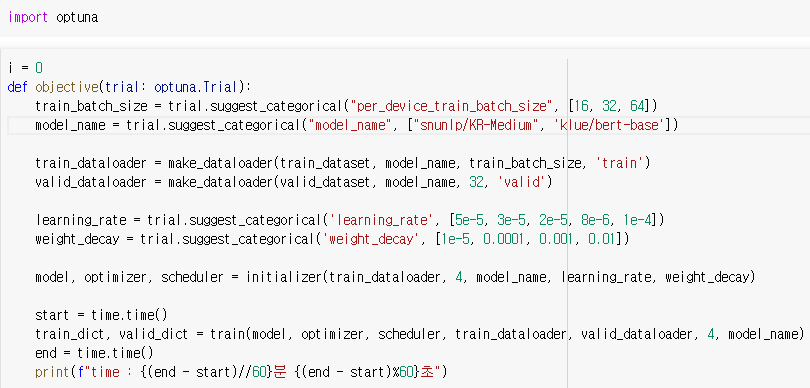 import optuna
i = 0
def objective(trial: optuna.Trial):
    train_batch_size = trial.suggest_categorical("per_device_train_batch_size", [16, 32, 64])
    model_name = trial.suggest_categorical("model_name", ["snunlp/KR-Medium", 'klue/bert-base'])
    train_dataloader = make_dataloader(train_dataset, model_name, train_batch_size, 'train')
    valid_dataloader = make_dataloader(valid_dataset, model_name, 32, 'valid')
    learning_rate = trial.suggest_categorical('learning_rate', [5e-5, 3e-5, 2e-5, 8e-6, 1e-4])
    weight_decay = trial.suggest_categorical('weight_decay', [1e-5, 0.0001, 0.001, 0.01])
    model, optimizer, scheduler = initializer(train_dataloader, 4, model_name, learning_rate, weight_decay)
    start = time.time()
    train_dict, valid_dict = train(model, optimizer, scheduler, train_dataloader, valid_dataloader, 4, model_name)
    end = time.time()
    print(f"time : {(end - start)//60}분 {(end - start)%60}초")